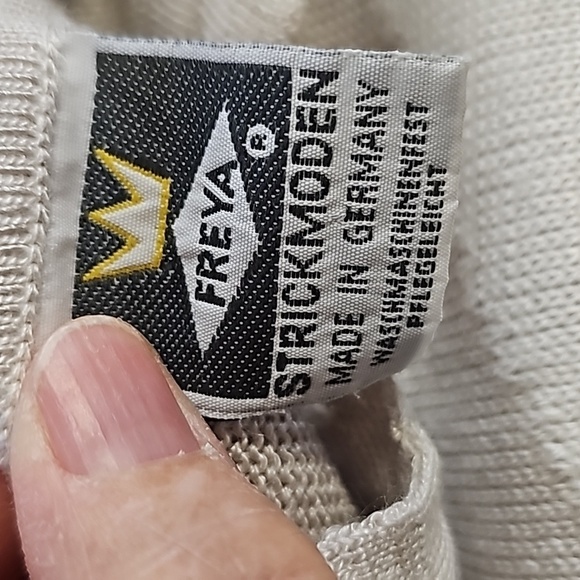 FREYA
®
STRICKMODEN
MADE IN GERMANY
WASCHMASCHINENFEST
PFLEGELEICHT